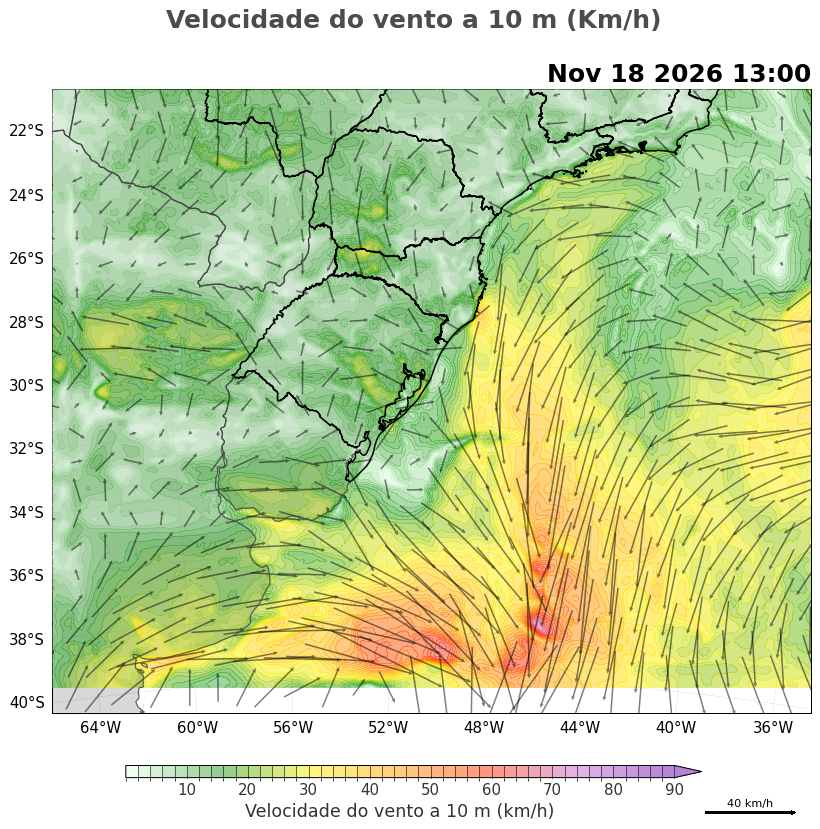 Velocidade do vento a 10 m (Km/h)
Nov 18 2026 13:00
22°S
24°S
26°S
28°S
30°S
32°S
34°S
36°S
38°S
40°S
64°W 60°W 56°W 52°W 48°W 44°W 40°W 36°W
10 20 30 40 50 60 70 80 90
Velocidade do vento a 10 m (km/h)
40 km/h